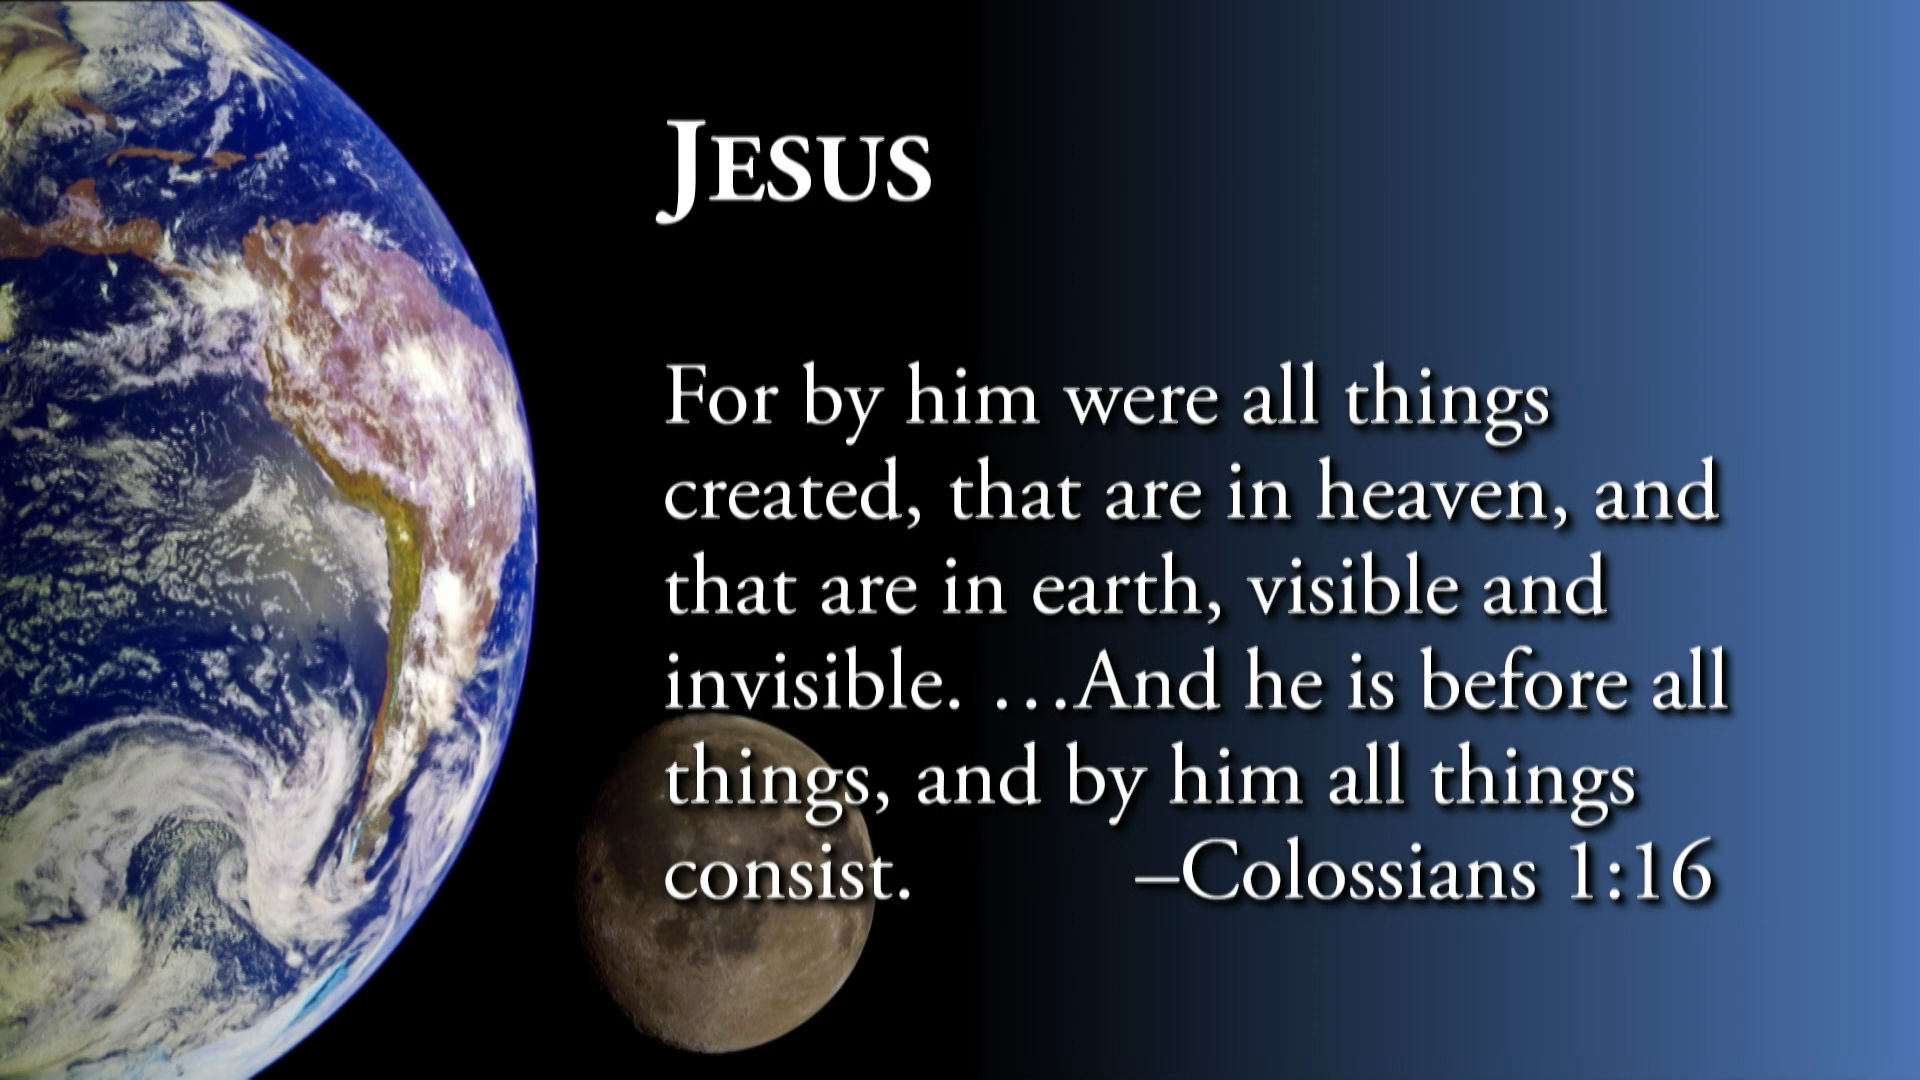 JESUS
For by him were all things
created, that are in heaven, and
that are in earth, visible and
invisible. …And he is before all
things, and by him all things
consist. –Colossians 1:16